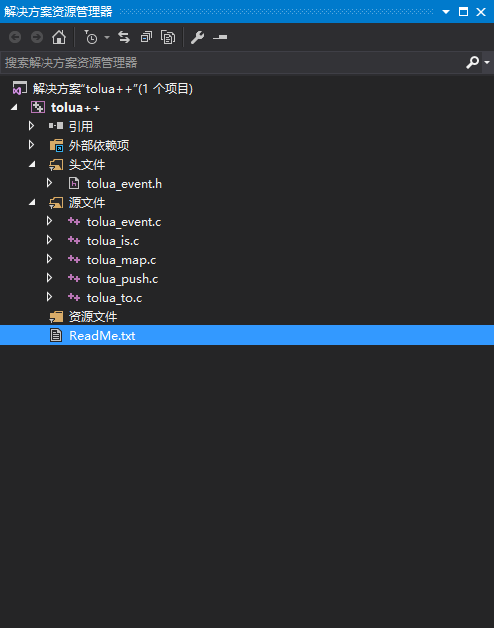 解决方案资源管理器
搜索解决方案资源管理器
解决方案"tolua++"(1 个项目)
tolua++
引用
外部依赖项
头文件
tolua_event.h
源文件
tolua_event.c
tolua_is.c
tolua_map.c
tolua_push.c
tolua_to.c
资源文件
ReadMe.txt